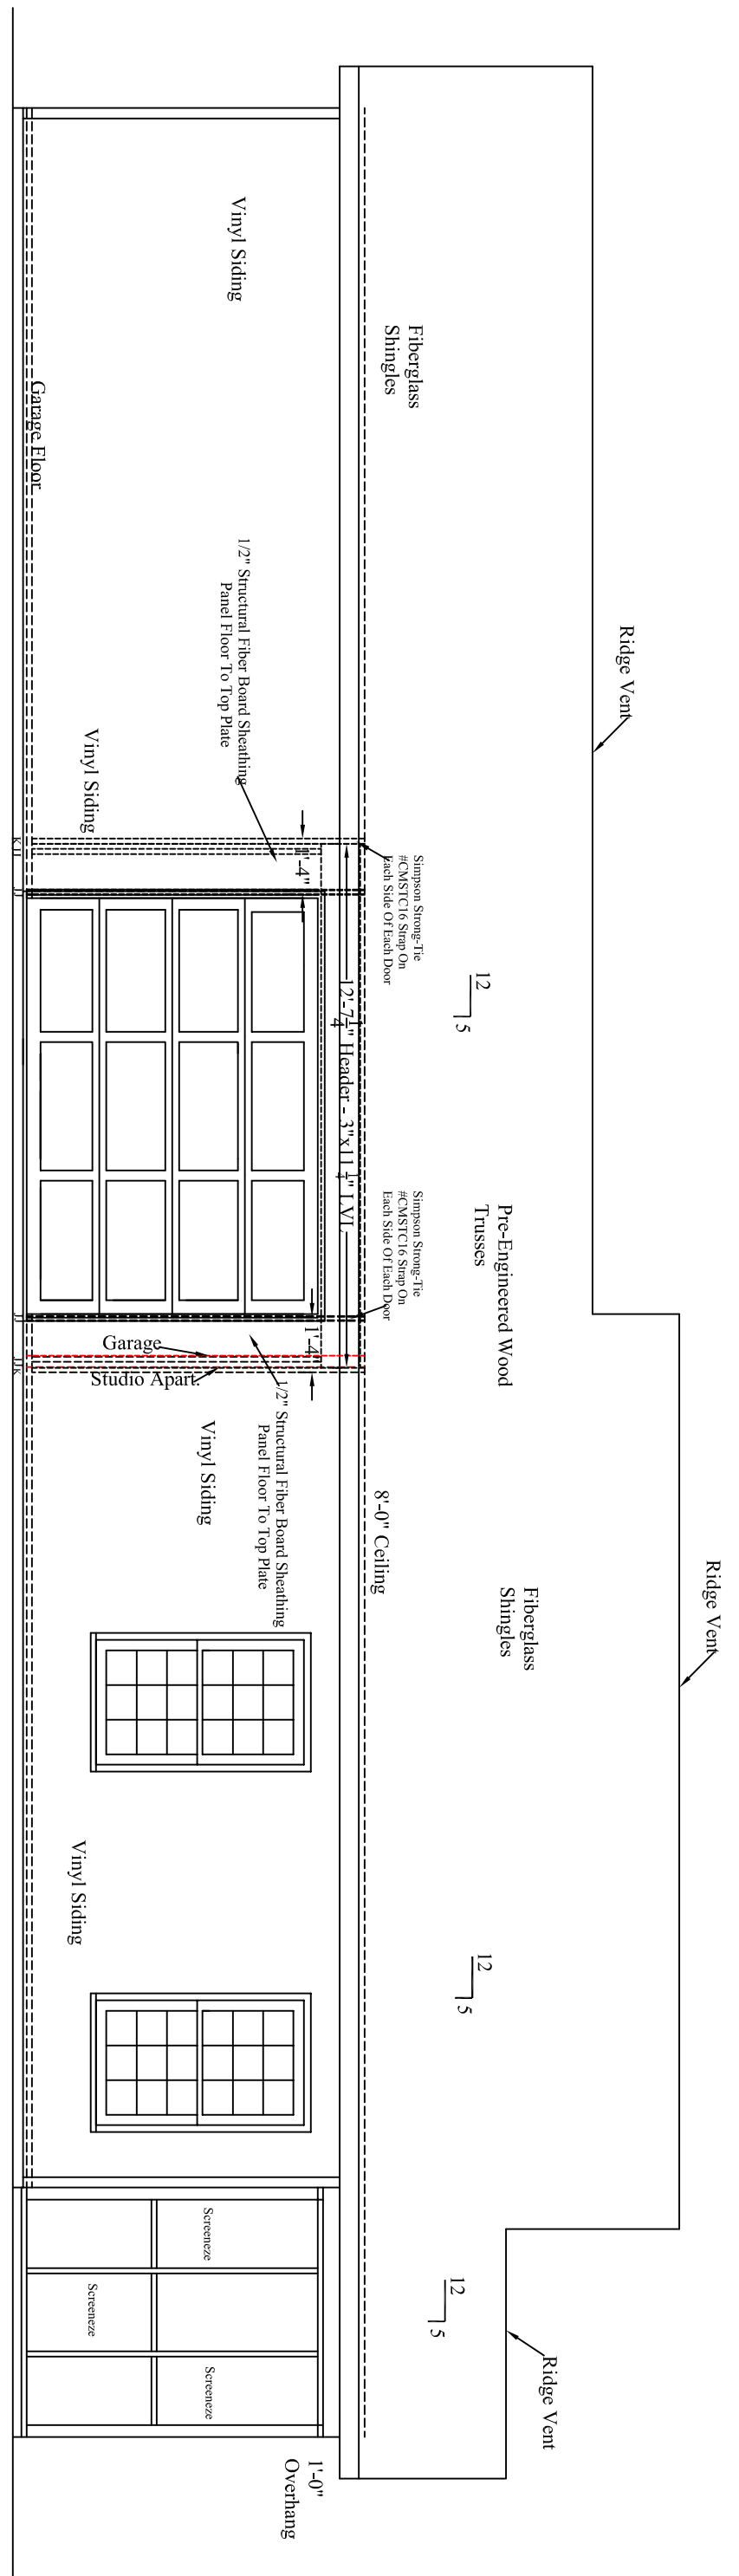 Ridge Vent
Ridge Vent
Fiberglass
Shingles
12
5
Pre-Engineered Wood
Trusses
Fiberglass
Shingles
12
5
12
5
Ridge Vent
Simpson Strong-Tie
#CMSTC16 Strap On
Each Side Of Each Door
Simpson Strong-Tie
#CMSTC16 Strap On
Each Side Of Each Door
8'-0" Ceiling
12'-7 1/4" Header - 3"x11 1/4" LVL
1'-4"
1'-4"
1'-0"
Overhang
Vinyl Siding
1/2" Structural Fiber Board Sheathing
Panel Floor To Top Plate
1/2" Structural Fiber Board Sheathing
Panel Floor To Top Plate
Vinyl Siding
Garage
Studio Apart.
Vinyl Siding
Vinyl Siding
Screeneze
Screeneze
Screeneze
Garage Floor
KJJ
JJ
JJ
JJK